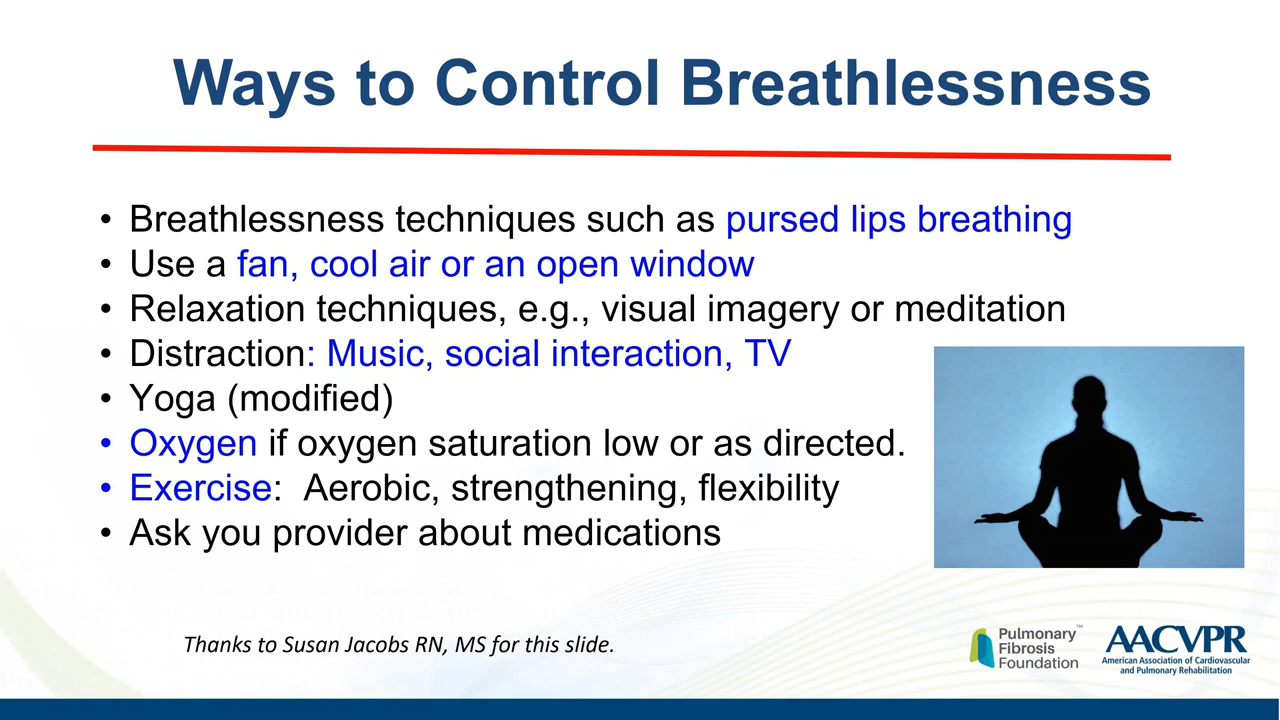 Ways to Control Breathlessness
• Breathlessness techniques such as pursed lips breathing
• Use a fan, cool air or an open window
• Relaxation techniques, e.g., visual imagery or meditation
• Distraction: Music, social interaction, TV
• Yoga (modified)
• Oxygen if oxygen saturation low or as directed.
• Exercise:  Aerobic, strengthening, flexibility
• Ask you provider about medications
Thanks to Susan Jacobs RN, MS for this slide.
Pulmonary™
Fibrosis
Foundation
AACVPR
American Association of Cardiovascular
and Pulmonary Rehabilitation